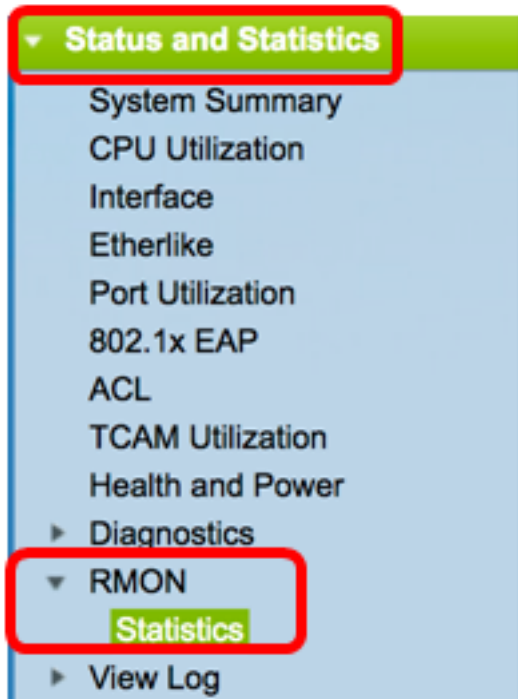 Status and Statistics
System Summary
CPU Utilization
Interface
Etherlike
Port Utilization
802.1x EAP
ACL
TCAM Utilization
Health and Power
Diagnostics
RMON
Statistics
View Log